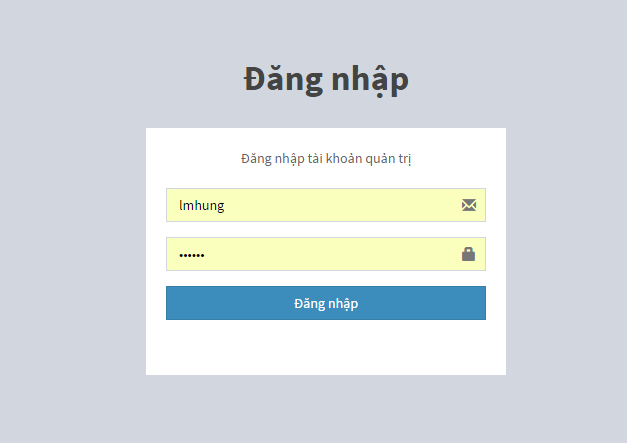 Đăng nhập
Đăng nhập tài khoản quản trị
lmhung
••••••
Đăng nhập